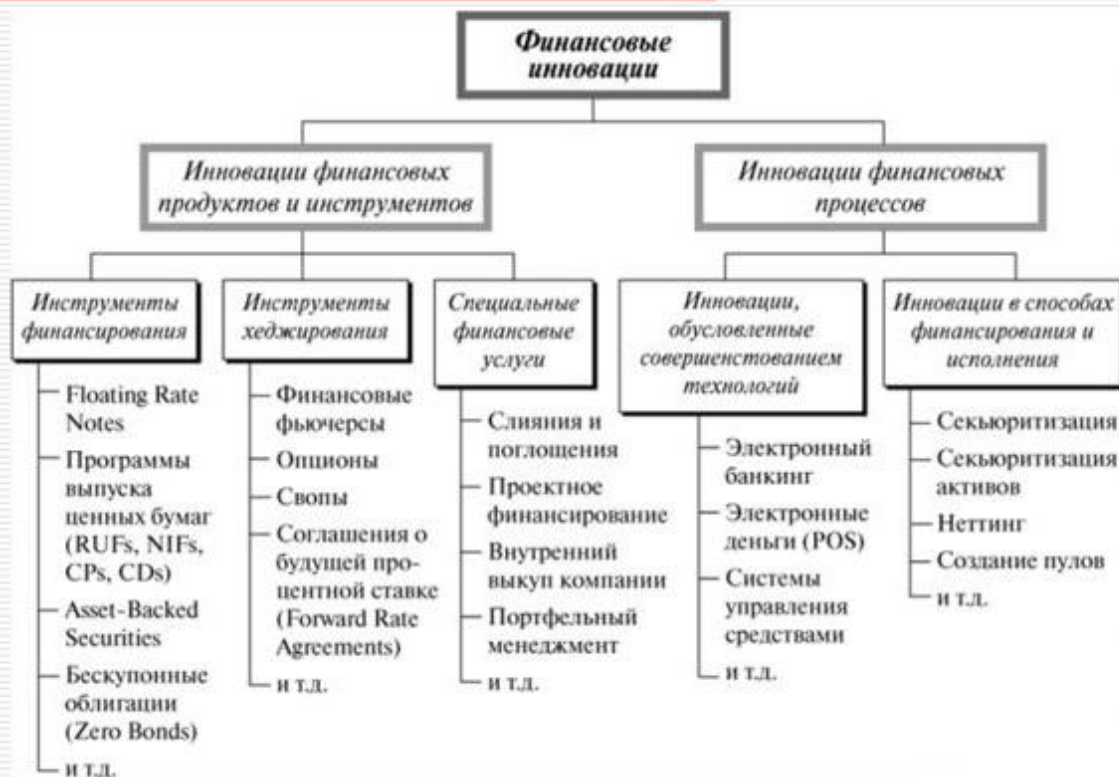 Финансовые
инновации
Инновации финансовых
продуктов и инструментов
Инновации финансовых
процессов
Инструменты
финансирования
Floating Rate
Notes
Программы
выпуска
ценных бумаг
(RUFs, NIFs,
CPs, CDs)
Asset-Backed
Securities
Бескупонные
облигации
(Zero Bonds)
и т.д.
Инструменты
хеджирования
Финансовые
фьючерсы
Опционы
Свопы
Соглашения о
будущей про-
центной ставке
(Forward Rate
Agreements)
и т.д.
Специальные
финансовые
услуги
Слияния и
поглощения
Проектное
финансирование
Внутренний
выкуп компании
Портфельный
менеджмент
и т.д.
Инновации,
обусловленные
совершенстованием
технологий
Электронный
банкинг
Электронные
деньги (POS)
Системы
управления
средствами
и т.д.
Инновации в способах
финансирования и
исполнения
Секьюритизация
Секьюритизация
активов
Неттинг
Создание пулов
и т.д.